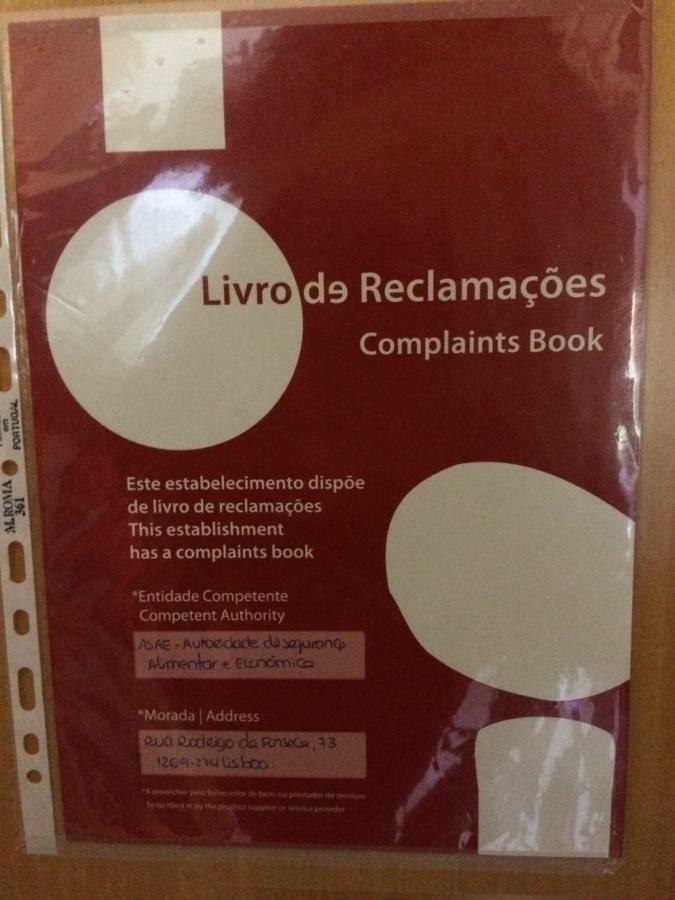 Livro de Reclamações
Complaints Book
Este estabelecimento dispõe
de livro de reclamações
This establishment
has a complaints book
*Entidade Competente
Competent Authority
ASAE - Autoridade de segurança
Alimentar e Económica
*Morada | Address
Rua Rodrigo da Fonseca, 73
1269-274 Lisboa.
*A preencher pelo fornecedor de bens ou prestador de serviços
To be filled in by the product supplier or service provider
em
PORTUGAL
M.ROMA
361